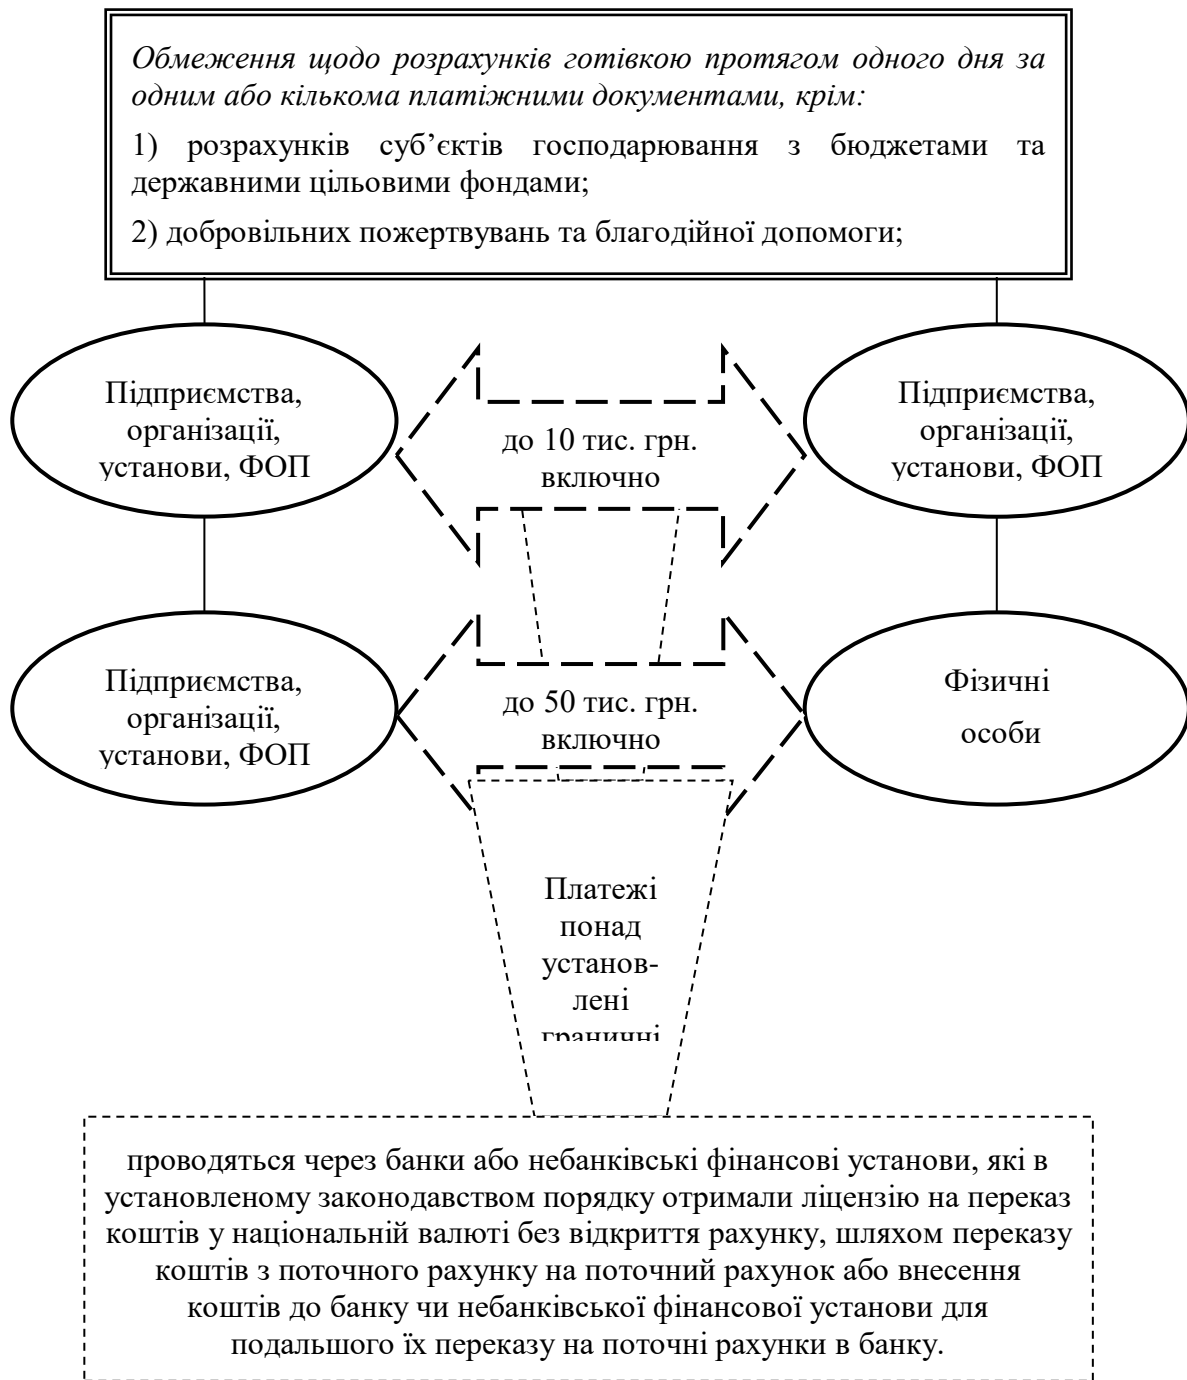 Обмеження щодо розрахунків готівкою протягом одного дня за
одним або кількома платіжними документами, крім:
1) розрахунків суб’єктів господарювання з бюджетами та
державними цільовими фондами;
2) добровільних пожертвувань та благодійної допомоги;
Підприємства,
організації,
установи, ФОП
до 10 тис. грн.
включно
Підприємства,
організації,
установи, ФОП
Підприємства,
організації,
установи, ФОП
до 50 тис. грн.
включно
Фізичні
особи
Платежі
понад
установ-
лені
граничні
проводяться через банки або небанківські фінансові установи, які в
установленому законодавством порядку отримали ліцензію на переказ
коштів у національній валюті без відкриття рахунку, шляхом переказу
коштів з поточного рахунку на поточний рахунок або внесення
коштів до банку чи небанківської фінансової установи для
подальшого їх переказу на поточні рахунки в банку.